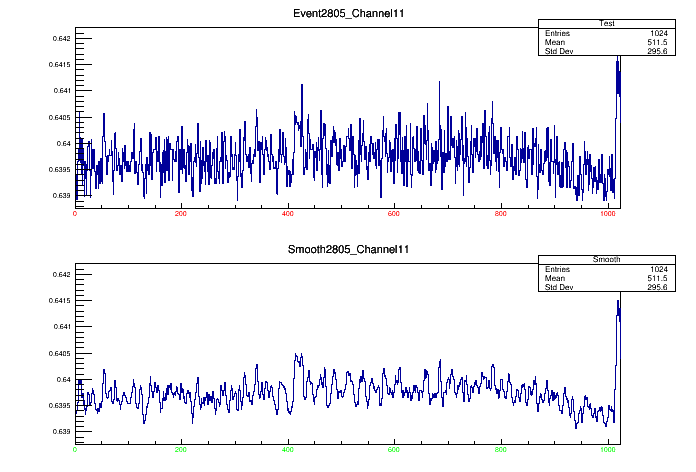 Event2805_Channel11
Test
Entries 1024
Mean 511.5
Std Dev 295.6
0.642
0.6415
0.641
0.6405
0.64
0.6395
0.639
0 200 400 600 800 1000
Smooth2805_Channel11
Smooth
Entries 1024
Mean 511.5
Std Dev 295.6
0.642
0.6415
0.641
0.6405
0.64
0.6395
0.639
0 200 400 600 800 1000